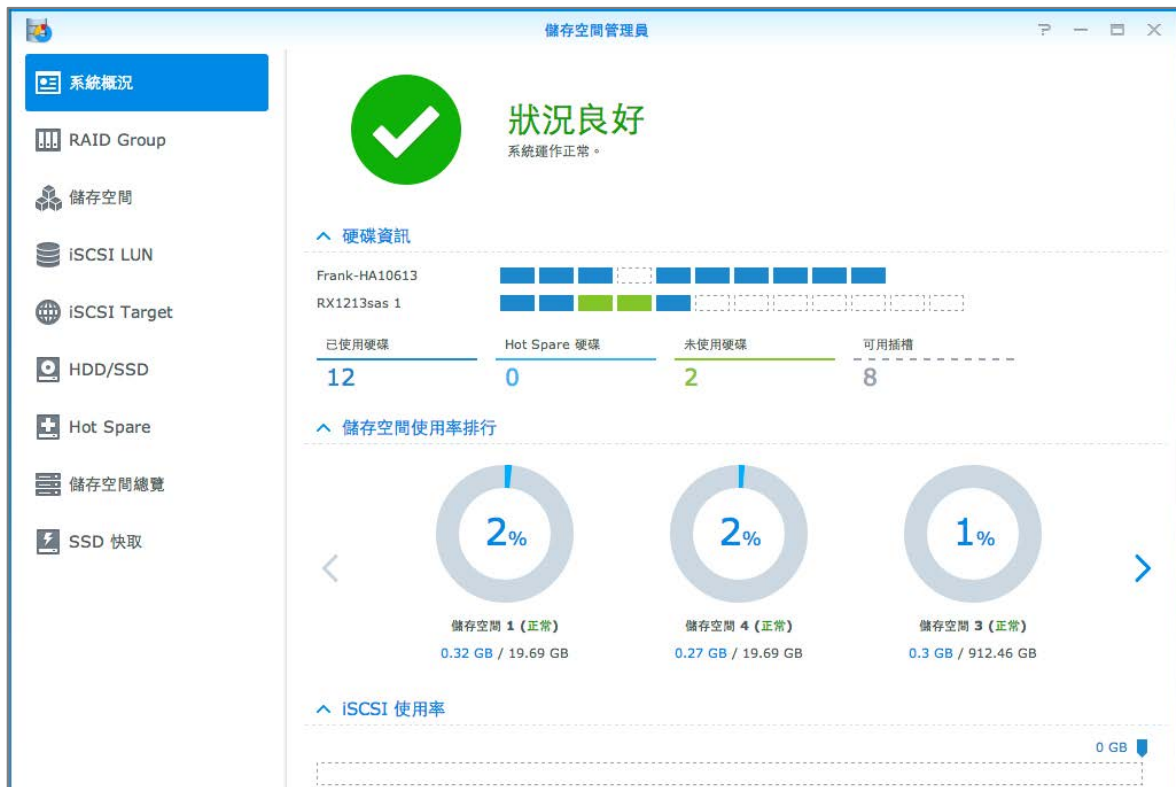 儲存空間管理員
系統概況
RAID Group
儲存空間
iSCSI LUN
iSCSI Target
HDD/SSD
Hot Spare
儲存空間總覽
SSD 快取
狀況良好
系統運作正常。
硬碟資訊
Frank-HA10613
RX1213sas 1
已使用硬碟 Hot Spare 硬碟 未使用硬碟 可用插槽
12 0 2 8
儲存空間使用率排行
2% 2% 1%
儲存空間 1 (正常) 儲存空間 4 (正常) 儲存空間 3 (正常)
0.32 GB / 19.69 GB 0.27 GB / 19.69 GB 0.3 GB / 912.46 GB
iSCSI 使用率
0 GB